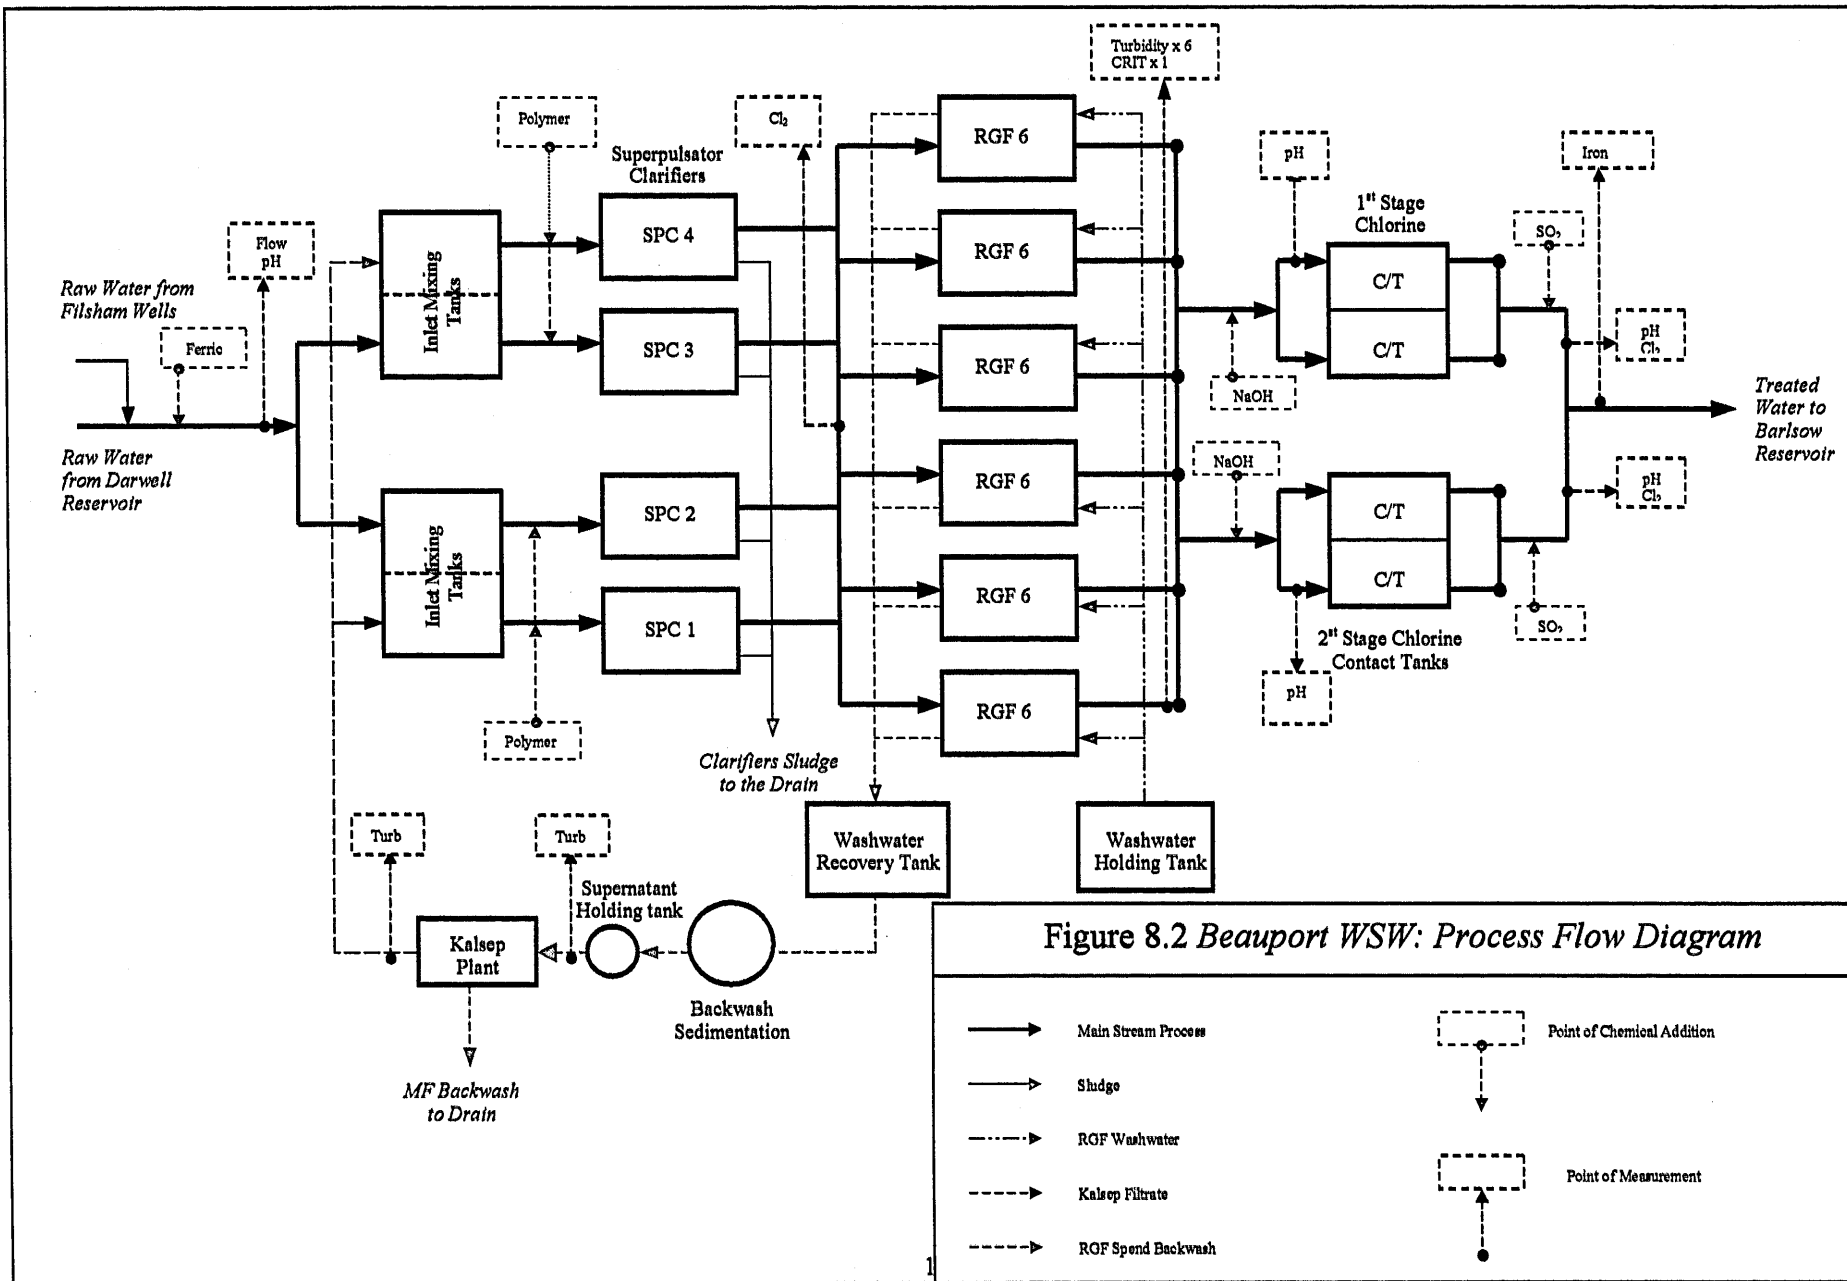 Turbidity x 6
CRIT x 1
Polymer
Cl₂
RGF 6
Superpulsator
Clarifiers
pH
Iron
1st Stage
Chlorine
Flow
pH
SPC 4
RGF 6
SO₂
Inlet Mixing
Tanks
C/T
Raw Water from
Filsham Wells
Ferric
SPC 3
RGF 6
C/T
pH
Cl₂
NaOH
Treated
Water to
Barlsow
Reservoir
Raw Water
from Darwell
Reservoir
NaOH
RGF 6
pH
Cl₂
SPC 2
C/T
Inlet Mixing
Tanks
C/T
RGF 6
SPC 1
SO₂
2st Stage Chlorine
Contact Tanks
pH
RGF 6
Polymer
Clarifiers Sludge
to the Drain
Turb
Turb
Washwater
Recovery Tank
Washwater
Holding Tank
Supernatant
Holding tank
Kalsep
Plant
Backwash
Sedimentation
MF Backwash
to Drain
Figure 8.2 Beauport WSW: Process Flow Diagram
Main Stream Process
Point of Chemical Addition
Sludge
RGF Washwater
Kalsep Filtrate
Point of Measurement
RGF Spend Backwash
1